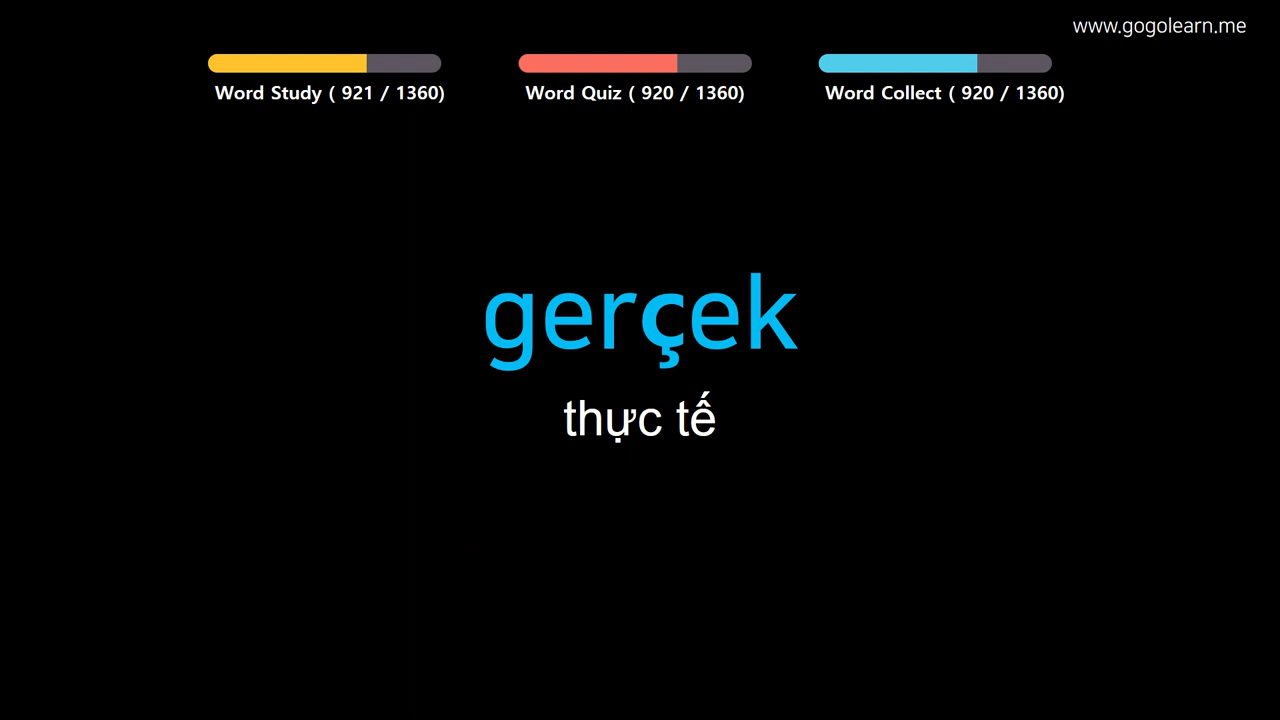 www.gogolearn.me
Word Study ( 921 / 1360)
Word Quiz ( 920 / 1360)
Word Collect ( 920 / 1360)
gerçek
thực tế